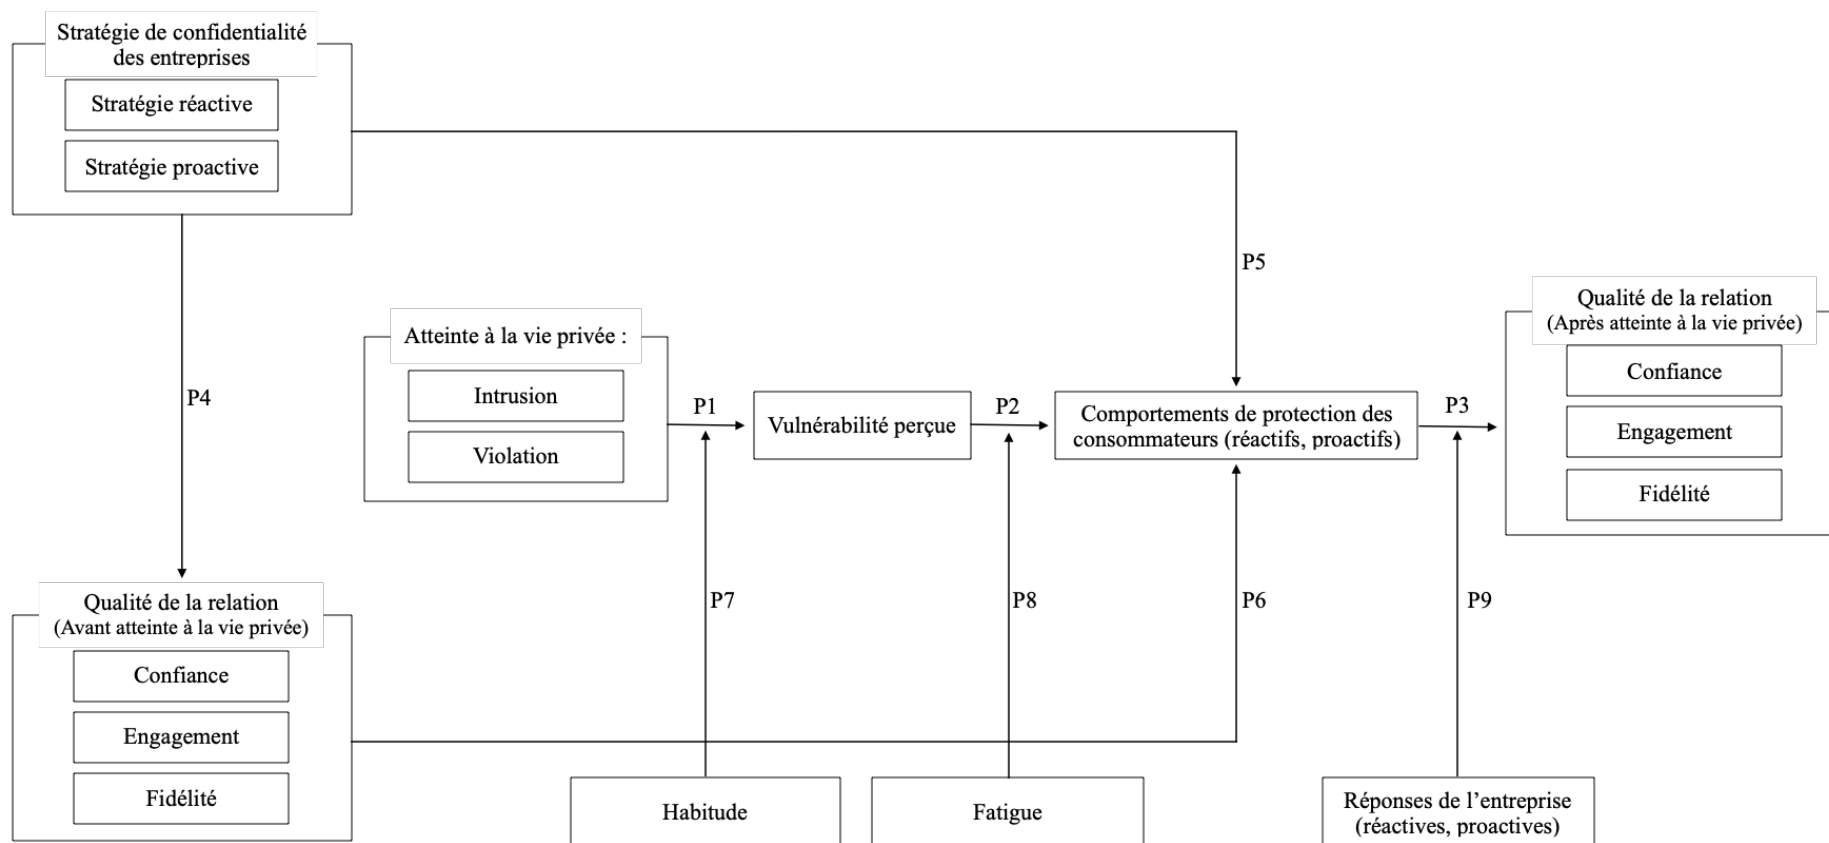 Stratégie de confidentialité
des entreprises
Stratégie réactive
Stratégie proactive
P5
Qualité de la relation
(Après atteinte à la vie privée)
Confiance
Engagement
Fidélité
Atteinte à la vie privée :
Intrusion
Violation
P4
P1
Vulnérabilité perçue
P2
Comportements de protection des
consommateurs (réactifs, proactifs)
P3
Qualité de la relation
(Avant atteinte à la vie privée)
Confiance
Engagement
Fidélité
P7
P8
P6
P9
Habitude
Fatigue
Réponses de l’entreprise
(réactives, proactives)